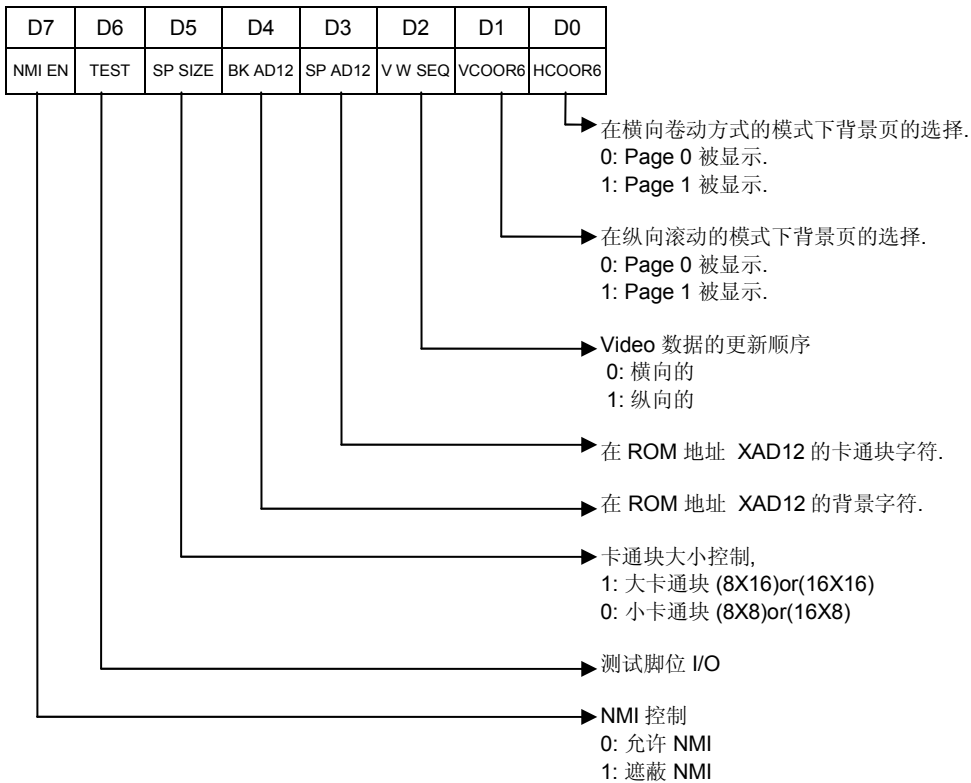 D7 D6 D5 D4 D3 D2 D1 D0
NMI EN TEST SP SIZE BK AD12 SP AD12 V W SEQ VCOOR6 HCOOR6
在横向卷动方式的模式下背景页的选择.
0: Page 0 被显示.
1: Page 1 被显示.
在纵向滚动的模式下背景页的选择.
0: Page 0 被显示.
1: Page 1 被显示.
Video 数据的更新顺序
0: 横向的
1: 纵向的
在 ROM 地址 XAD12 的卡通块字符.
在 ROM 地址 XAD12 的背景字符.
卡通块大小控制,
1: 大卡通块 (8X16)or(16X16)
0: 小卡通块 (8X8)or(16X8)
测试脚位 I/O
NMI 控制
0: 允许 NMI
1: 遮蔽 NMI